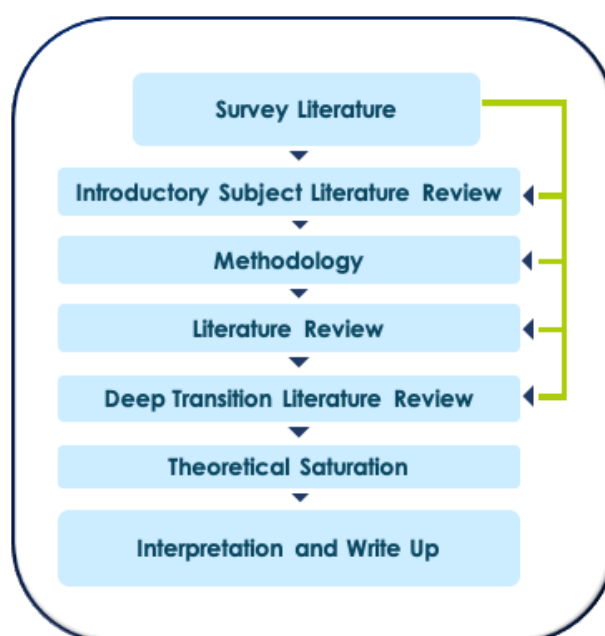 Survey Literature
Introductory Subject Literature Review
Methodology
Literature Review
Deep Transition Literature Review
Theoretical Saturation
Interpretation and Write Up